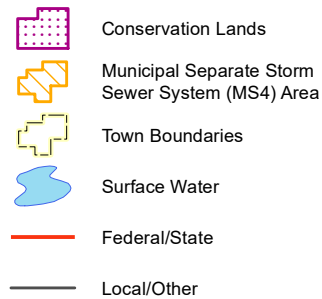 Conservation Lands
Municipal Separate Storm
Sewer System (MS4) Area
Town Boundaries
Surface Water
Federal/State
Local/Other